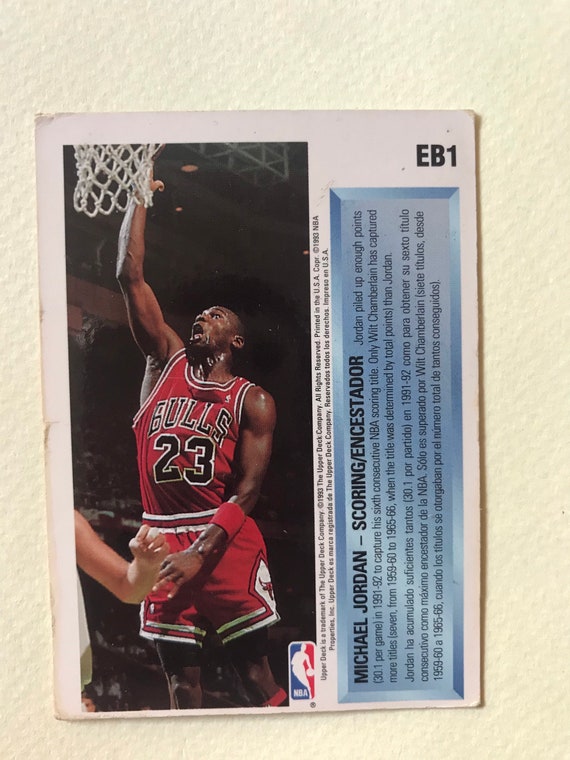 EB1
BULLS
23
Upper Deck is a trademark of The Upper Deck Company. ©1993 The Upper Deck Company. All Rights Reserved. Printed in the U.S.A. Copr. ©1993 NBA
Properties, Inc. Upper Deck es marca registrada de The Upper Deck Company. Reservados todos los derechos. Impreso en U.S.A.
NBA
®
MICHAEL JORDAN – SCORING/ENCESTADOR Jordan piled up enough points
(30.1 per game) in 1991-92 to capture his sixth consecutive NBA scoring title. Only Wilt Chamberlain has captured
more titles (seven, from 1959-60 to 1965-66, when the title was determined by total points) than Jordan.
Jordan ha acumulado suficientes tantos (30.1 por partido) en 1991-92 como para obtener su sexto título
consecutivo como máximo encestador de la NBA. Sólo es superado por Wilt Chamberlain (siete títulos, desde
1959-60 a 1965-66, cuando los títulos se otorgaban por el número total de tantos conseguidos).